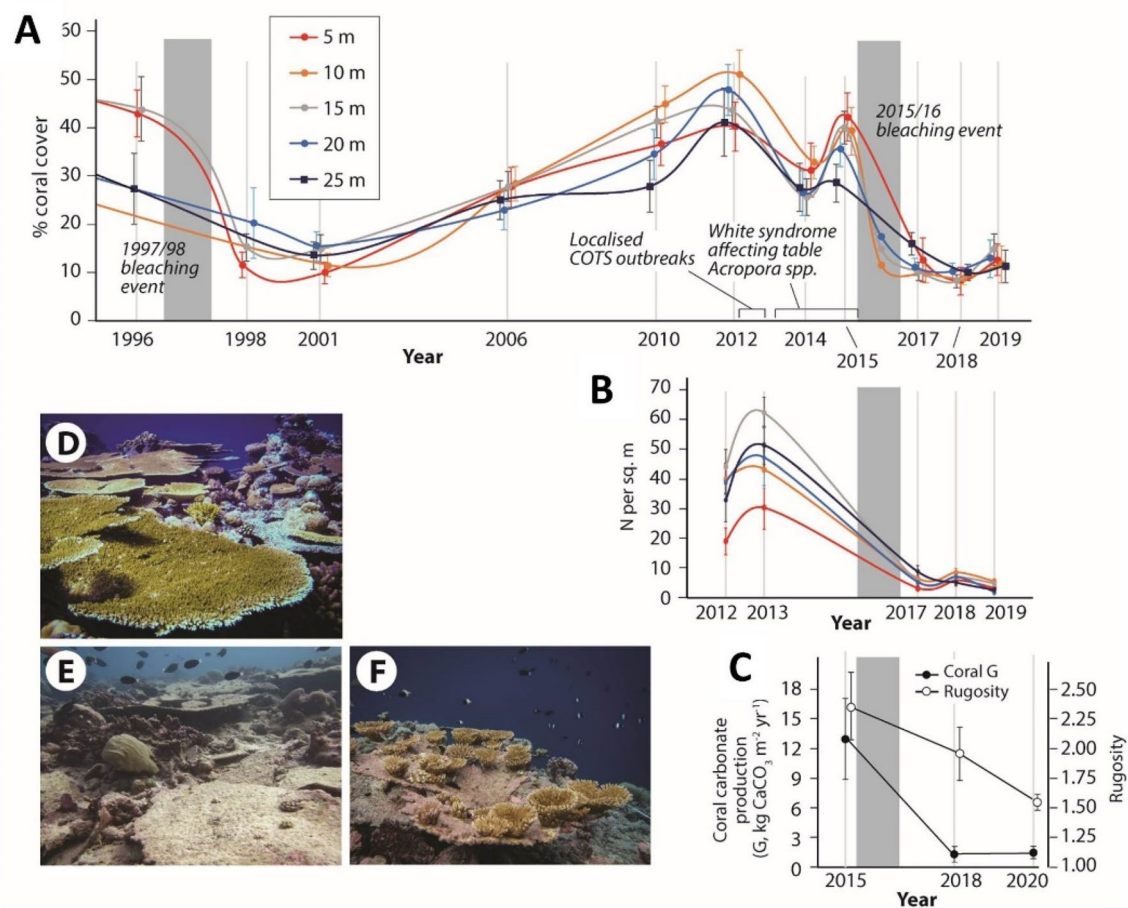 A
60
50
40
30
20
10
0
% coral cover
5 m
10 m
15 m
20 m
25 m
1997/98
bleaching
event
2015/16
bleaching event
Localised
COTS outbreaks
White syndrome
affecting table
Acropora spp.
1996
1998
2001
2006
2010
2012
2014
2015
2017
2018
2019
Year
B
70
60
50
40
30
20
10
0
N per sq. m
2012
2013
2017
2018
2019
Year
D
E
F
C
Coral G
Rugosity
18
15
12
9
6
3
0
Coral carbonate
production
(G, kg CaCO3 m-2 yr-1)
2.50
2.25
2.00
1.75
1.50
1.25
1.00
Rugosity
2015
2018
2020
Year